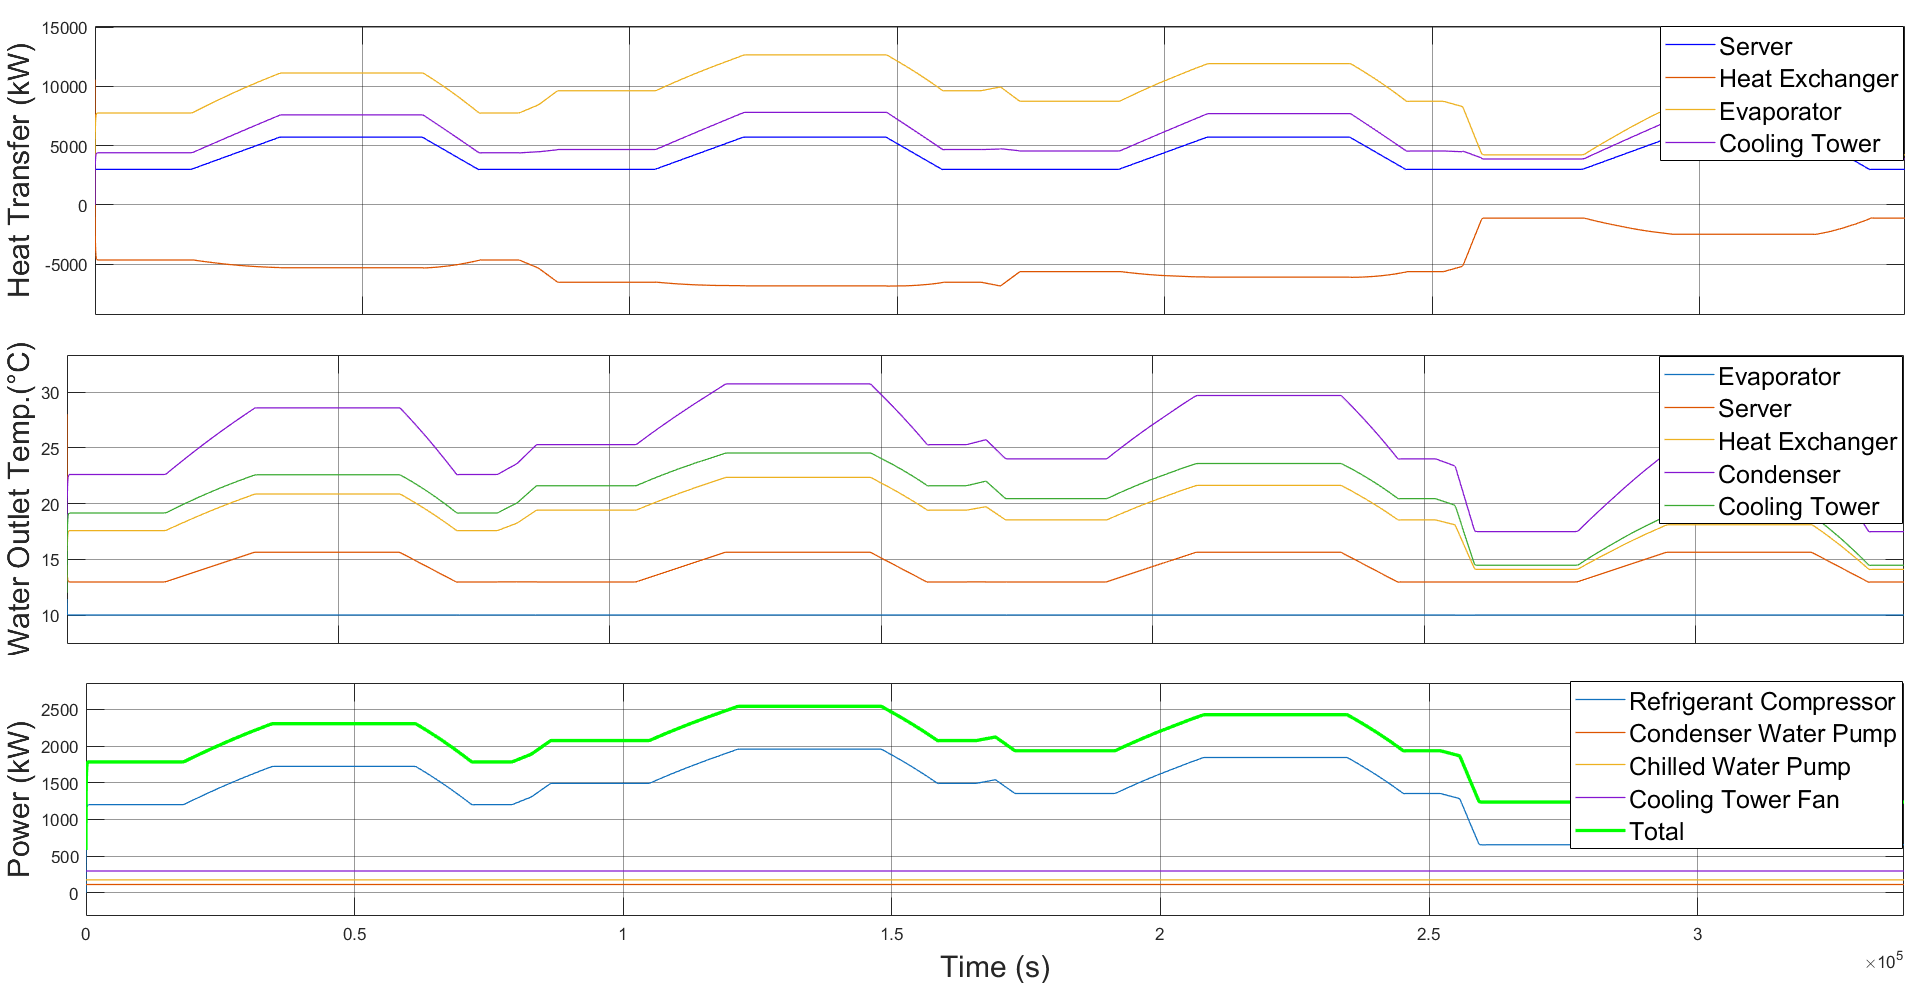 Heat Transfer (kW)
15000
10000
5000
0
-5000
Server
Heat Exchanger
Evaporator
Cooling Tower
Water Outlet Temp.(°C)
30
25
20
15
10
Evaporator
Server
Heat Exchanger
Condenser
Cooling Tower
Power (kW)
2500
2000
1500
1000
500
0
Refrigerant Compressor
Condenser Water Pump
Chilled Water Pump
Cooling Tower Fan
Total
0 0.5 1 1.5 2 2.5 3
Time (s)
×10⁵